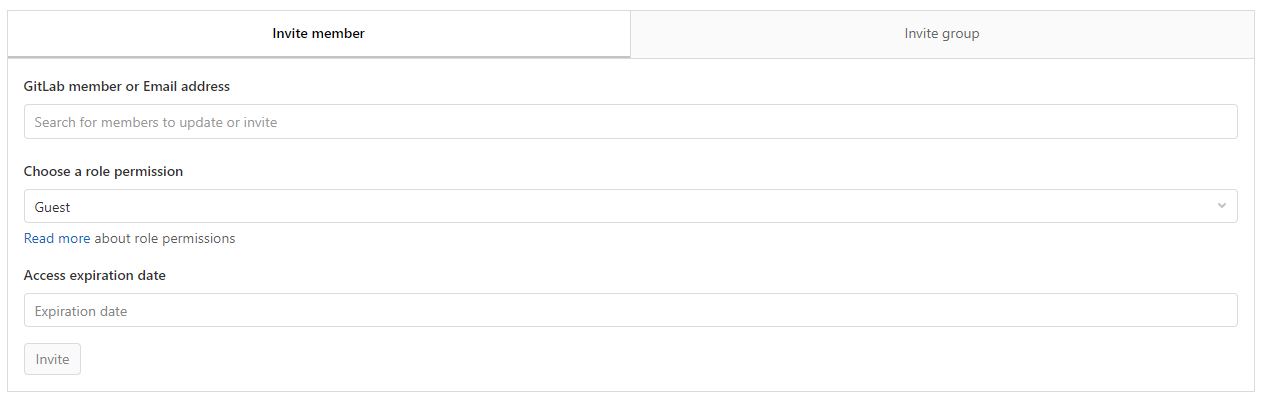 Invite member
Invite group
GitLab member or Email address
Search for members to update or invite
Choose a role permission
Guest
Read more about role permissions
Access expiration date
Expiration date
Invite